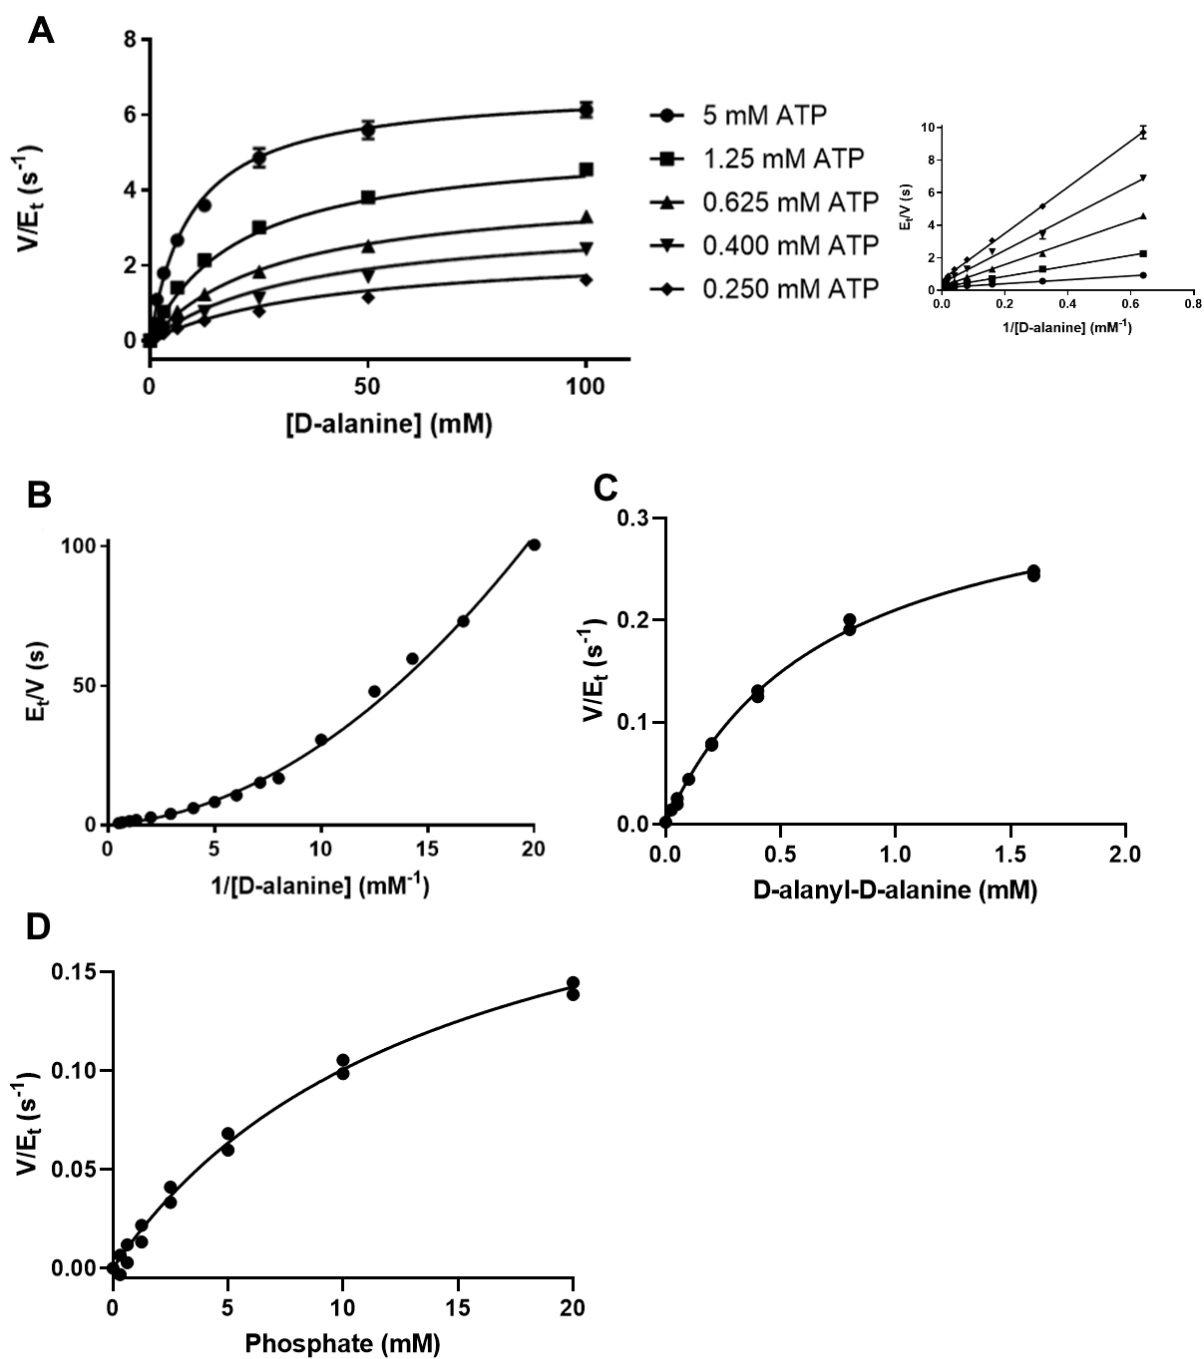 A
8
6
4
2
0
V/Et (s-1)
0 50 100
[D-alanine] (mM)
5 mM ATP
1.25 mM ATP
0.625 mM ATP
0.400 mM ATP
0.250 mM ATP
10
8
6
4
2
0
Et/V (s)
0.0 0.2 0.4 0.6 0.8
1/[D-alanine] (mM-1)
B
100
50
0
Et/V (s)
0 5 10 15 20
1/[D-alanine] (mM-1)
C
0.3
0.2
0.1
0.0
V/Et (s-1)
0.0 0.5 1.0 1.5 2.0
D-alanyl-D-alanine (mM)
D
0.15
0.10
0.05
0.00
V/Et (s-1)
0 5 10 15 20
Phosphate (mM)